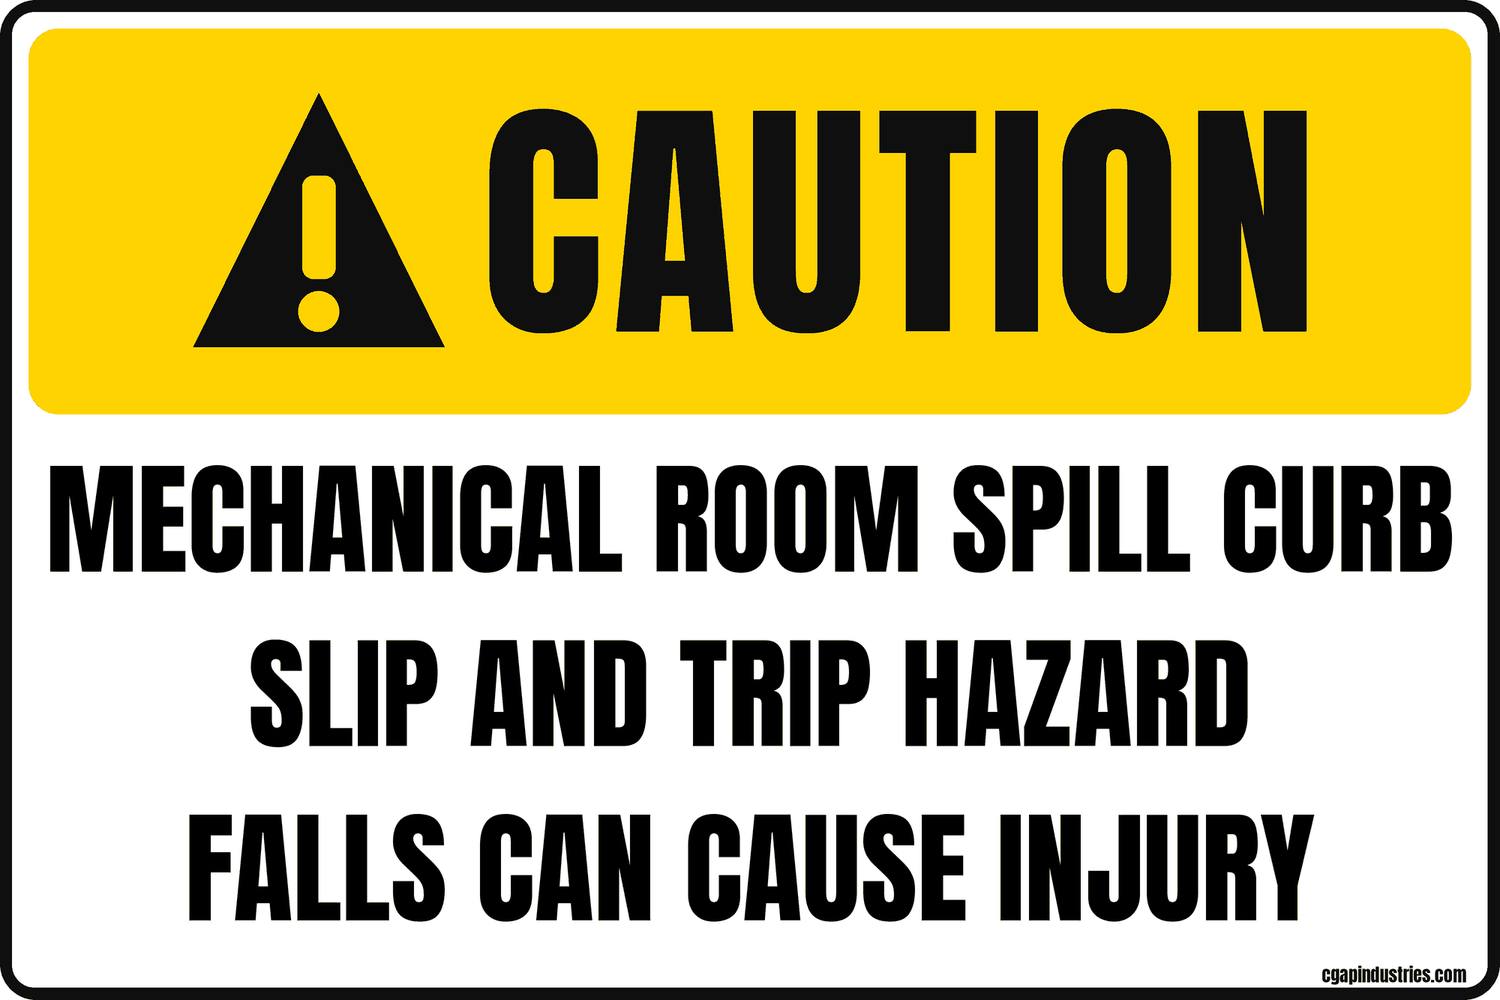 CAUTION
MECHANICAL ROOM SPILL CURB
SLIP AND TRIP HAZARD
FALLS CAN CAUSE INJURY
cgapindustries.com